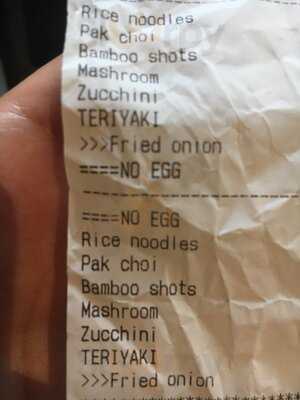 Rice noodles
Pak choi
Bamboo shots
Mashroom
Zucchini
TERIYAKI
>>>Fried onion
====NO EGG
--------------------
====NO EGG
Rice noodles
Pak choi
Bamboo shots
Mashroom
Zucchini
TERIYAKI
>>>Fried onion